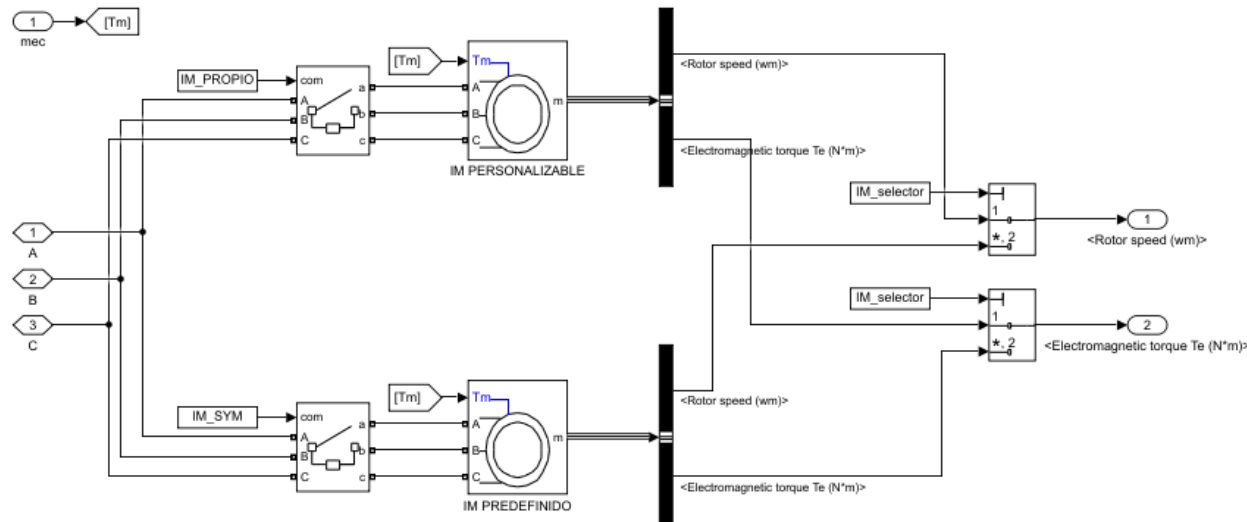 1
mec
[Tm]
IM_PROPIO
com
A
B
C
a
b
c
[Tm]
Tm
A
B
C
m
IM PERSONALIZABLE
<Rotor speed (wm)>
<Electromagnetic torque Te (N*m)>
IM_selector
1
*, 2
1
<Rotor speed (wm)>
1
A
2
B
3
C
IM_selector
1
*, 2
2
<Electromagnetic torque Te (N*m)>
IM_SYM
com
A
B
C
a
b
c
[Tm]
Tm
A
B
C
m
IM PREDEFINIDO
<Rotor speed (wm)>
<Electromagnetic torque Te (N*m)>